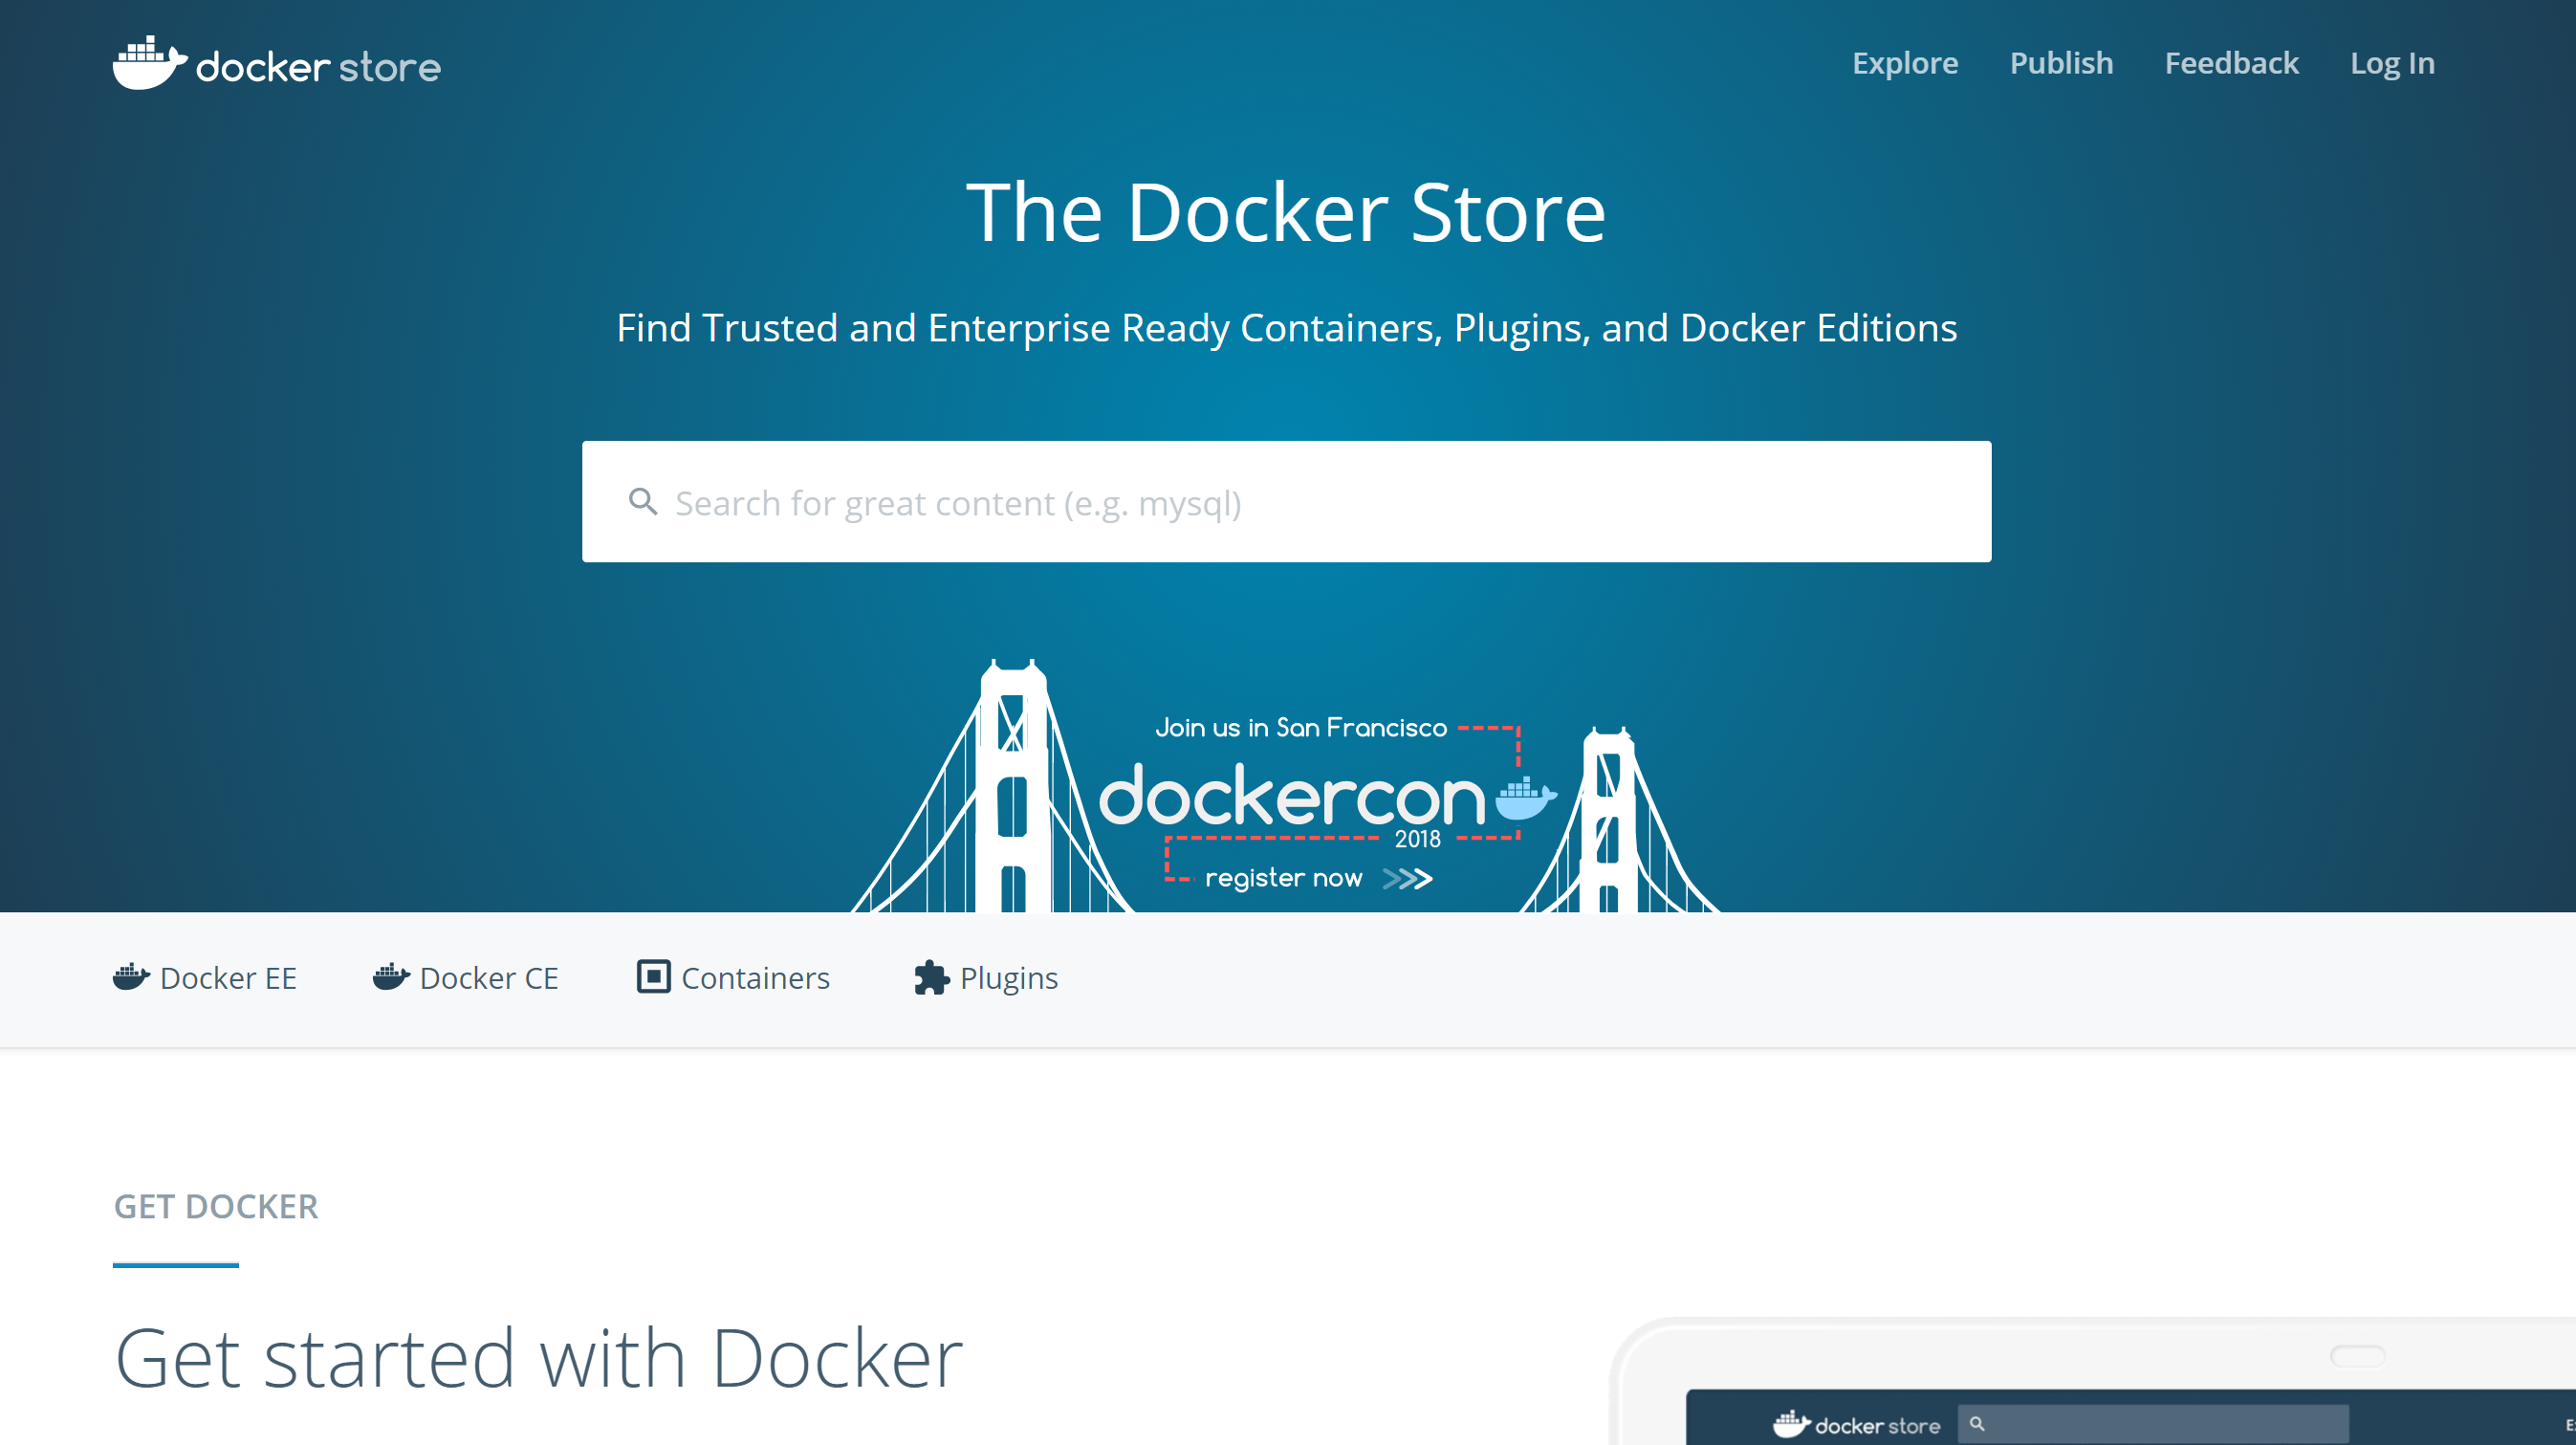 docker store
Explore Publish Feedback Log In
The Docker Store
Find Trusted and Enterprise Ready Containers, Plugins, and Docker Editions
Search for great content (e.g. mysql)
Join us in San Francisco
dockercon
2018
register now
Docker EE Docker CE Containers Plugins
GET DOCKER
Get started with Docker
docker store